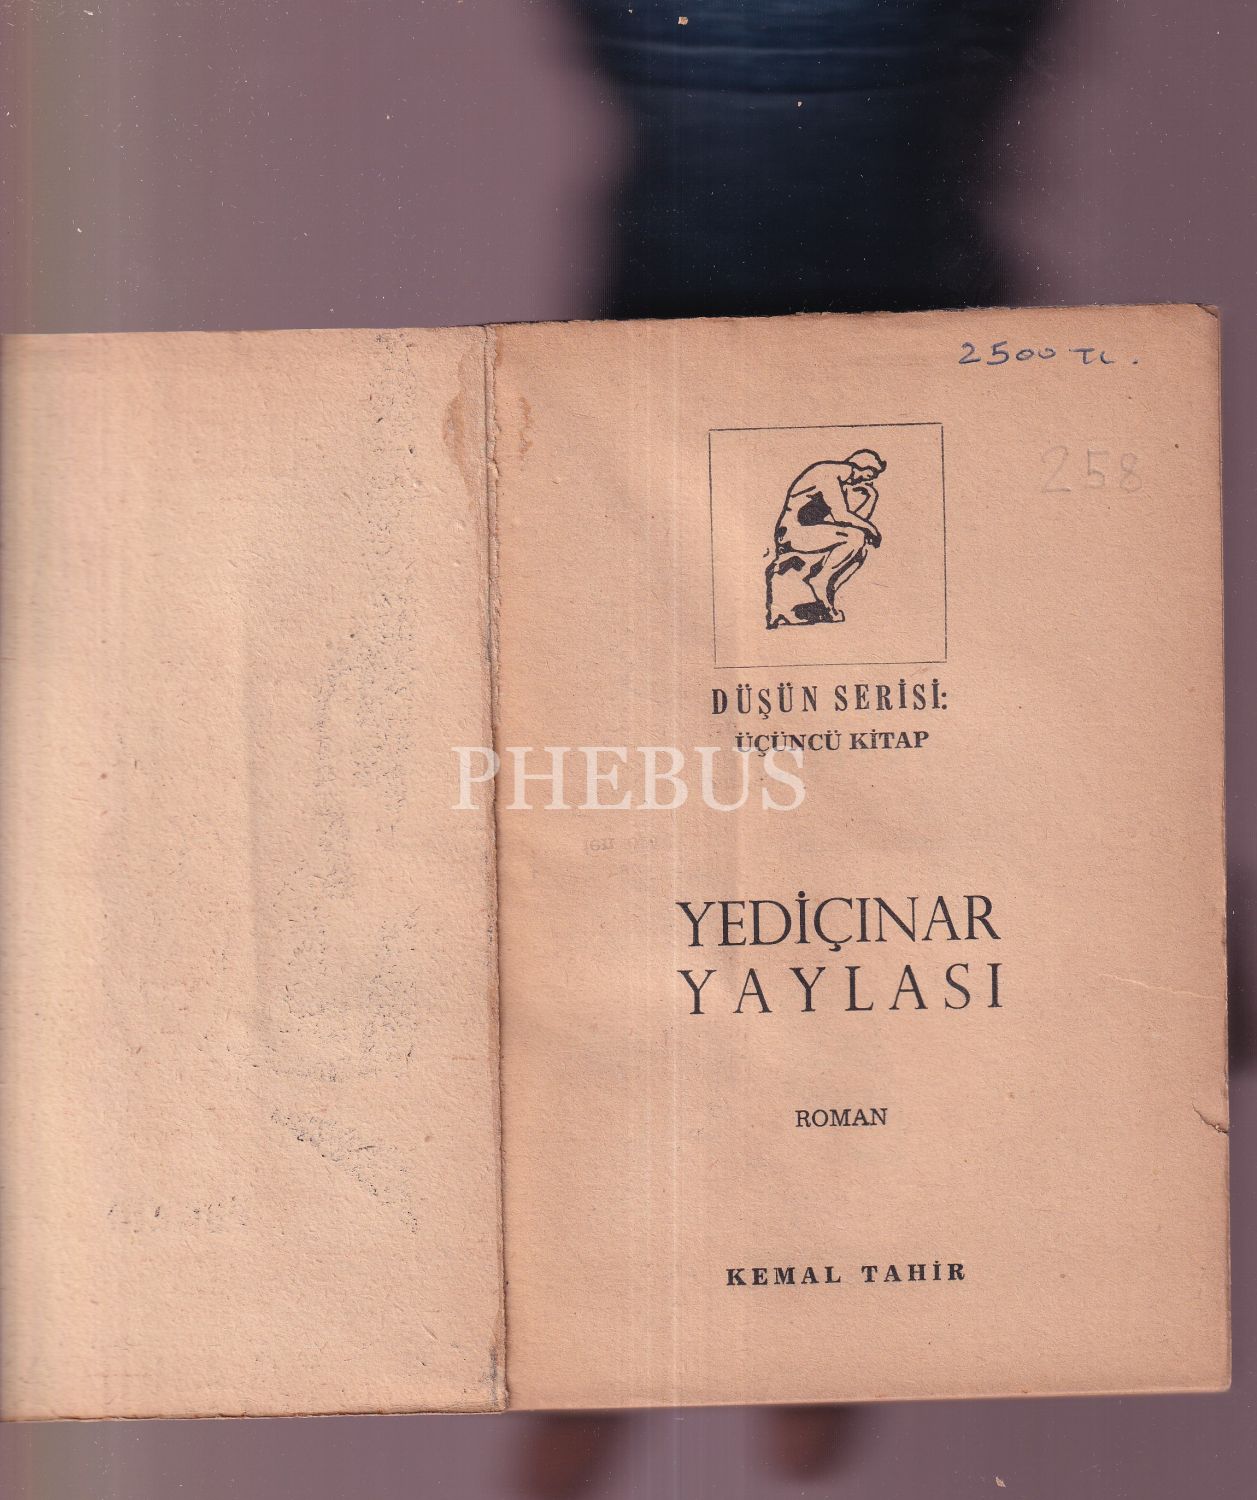 2500 TL.
258
DÜŞÜN SERİSİ:
ÜÇÜNCÜ KİTAP
PHEBUS
YEDİÇINAR
YAYLASI
ROMAN
KEMAL TAHİR